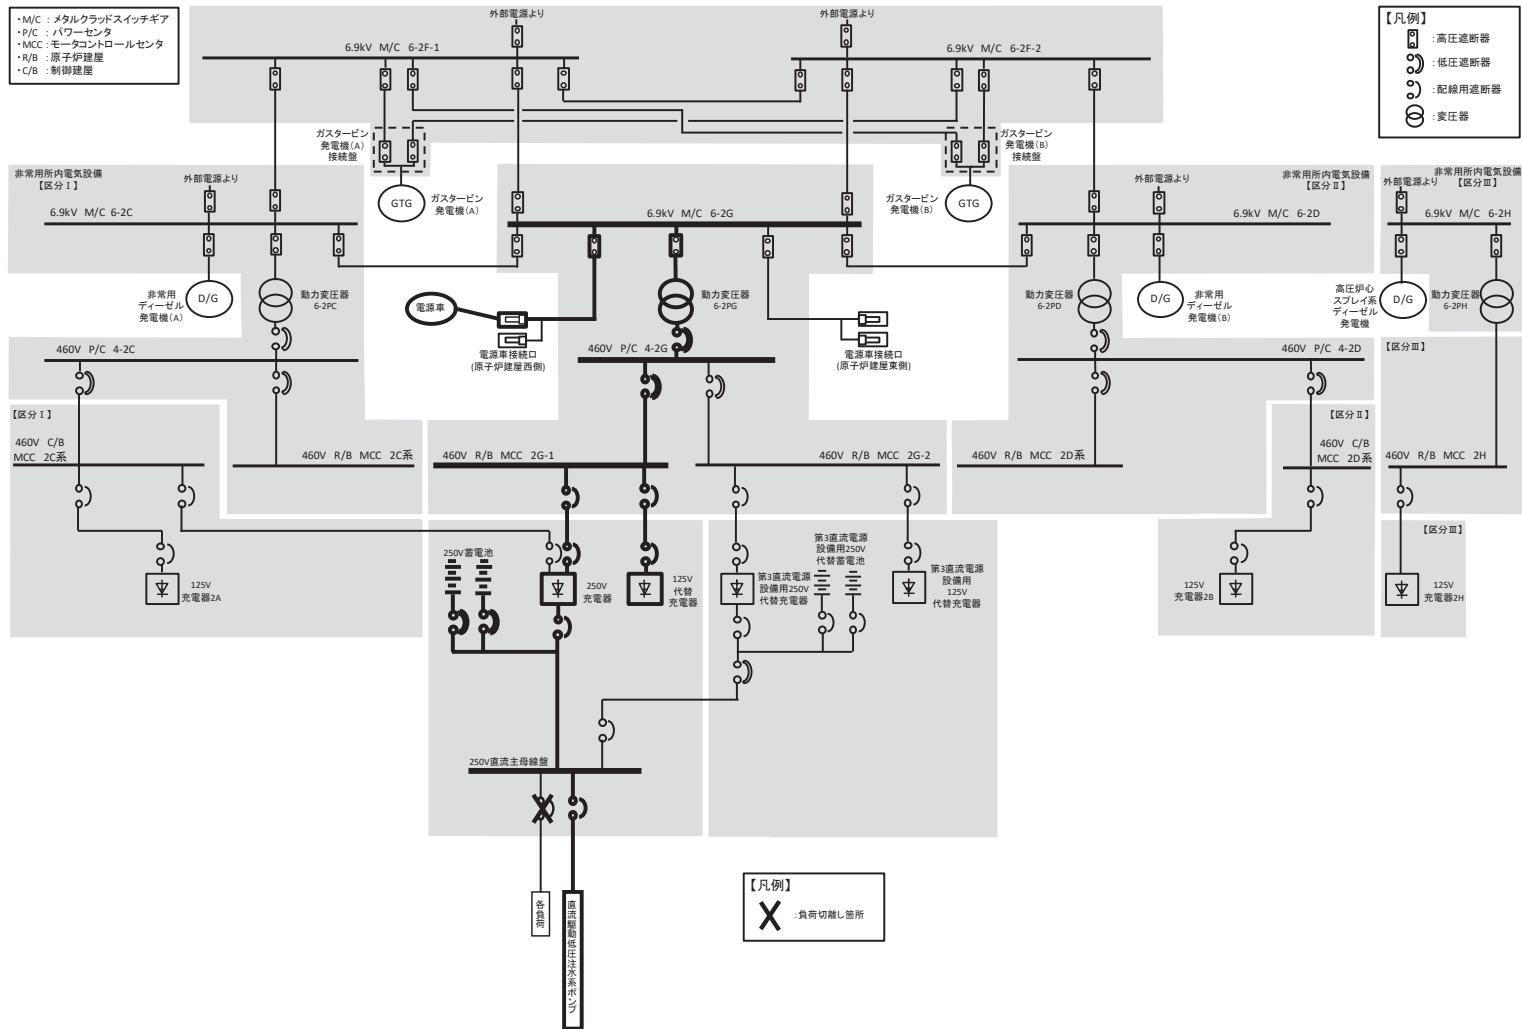 ・M/C ：メタルクラッドスイッチギア
・P/C ：パワーセンタ
・MCC：モータコントロールセンタ
・R/B ：原子炉建屋
・C/B ：制御建屋
外部電源より
外部電源より
【凡例】
：高圧遮断器
：低圧遮断器
：配線用遮断器
：変圧器
6.9kV M/C 6-2F-1
6.9kV M/C 6-2F-2
ガスタービン
発電機(A)
接続盤
ガスタービン
発電機(B)
接続盤
非常用所内電気設備
【区分Ⅰ】
外部電源より
6.9kV M/C 6-2C
GTG
ガスタービン
発電機(A)
6.9kV M/C 6-2G
ガスタービン
発電機(B)
GTG
外部電源より
非常用所内電気設備
【区分Ⅱ】
6.9kV M/C 6-2D
非常用所内電気設備
【区分Ⅲ】
外部電源より
6.9kV M/C 6-2H
非常用
ディーゼル
発電機(A)
D/G
動力変圧器
6-2PC
電源車
電源車接続口
(原子炉建屋西側)
動力変圧器
6-2PG
電源車接続口
(原子炉建屋東側)
動力変圧器
6-2PD
D/G
非常用
ディーゼル
発電機(B)
高圧炉心
スプレイ系
ディーゼル
発電機
D/G
動力変圧器
6-2PH
460V P/C 4-2C
460V P/C 4-2G
460V P/C 4-2D
【区分Ⅲ】
【区分Ⅰ】
460V C/B
MCC 2C系
460V R/B MCC 2C系
460V R/B MCC 2G-1
460V R/B MCC 2G-2
460V R/B MCC 2D系
【区分Ⅱ】
460V C/B
MCC 2D系
460V R/B MCC 2H
125V
充電器2A
250V蓄電池
250V
充電器
125V
代替
充電器
第3直流電源
設備用250V
代替充電器
第3直流電源
設備用250V
代替蓄電池
第3直流電源
設備用
125V
代替充電器
125V
充電器2B
【区分Ⅲ】
125V
充電器2H
250V直流主母線盤
各負荷
直流駆動低圧注水系ポンプ
【凡例】
：負荷切離し箇所